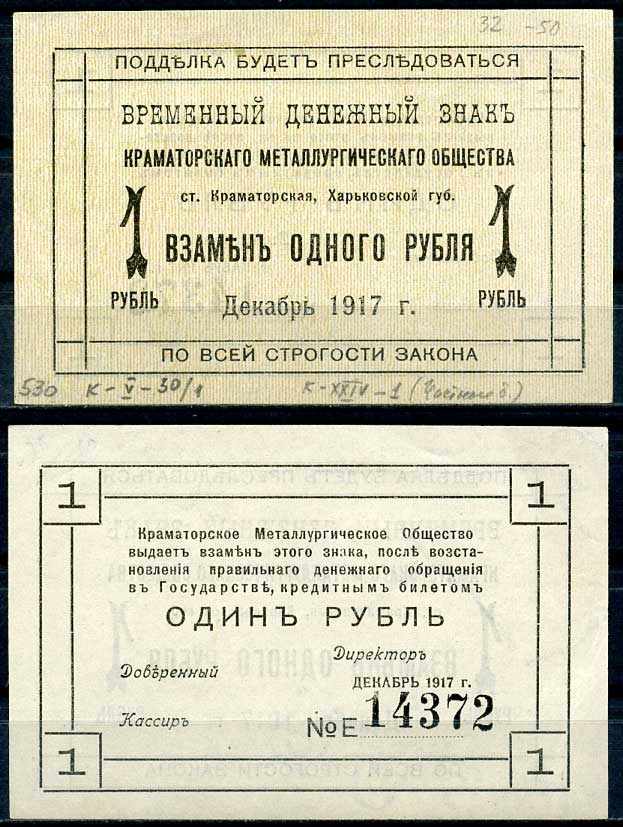 32 -50
ПОДДѢЛКА БУДЕТЪ ПРЕСЛѢДОВАТЬСЯ
ВРЕМЕННЫЙ ДЕНЕЖНЫЙ ЗНАКЪ
КРАМАТОРСКАГО МЕТАЛЛУРГИЧЕСКАГО ОБЩЕСТВА
ст. Краматорская, Харьковской губ.
1 ВЗАМѢНЪ ОДНОГО РУБЛЯ 1
РУБЛЬ Декабрь 1917 г. РУБЛЬ
ПО ВСЕЙ СТРОГОСТИ ЗАКОНА
530 К-V-30/1 К-XXIV-1
1 1
Краматорское Металлургическое Общество
выдаетъ взамѣнъ этого знака, послѣ возста-
новленія правильнаго денежнаго обращенія
въ Государствѣ, кредитнымъ билетомъ
ОДИНЪ РУБЛЬ
Директоръ
Довѣренный
ДЕКАБРЬ 1917 г.
Кассиръ
№Е 14372
1 1